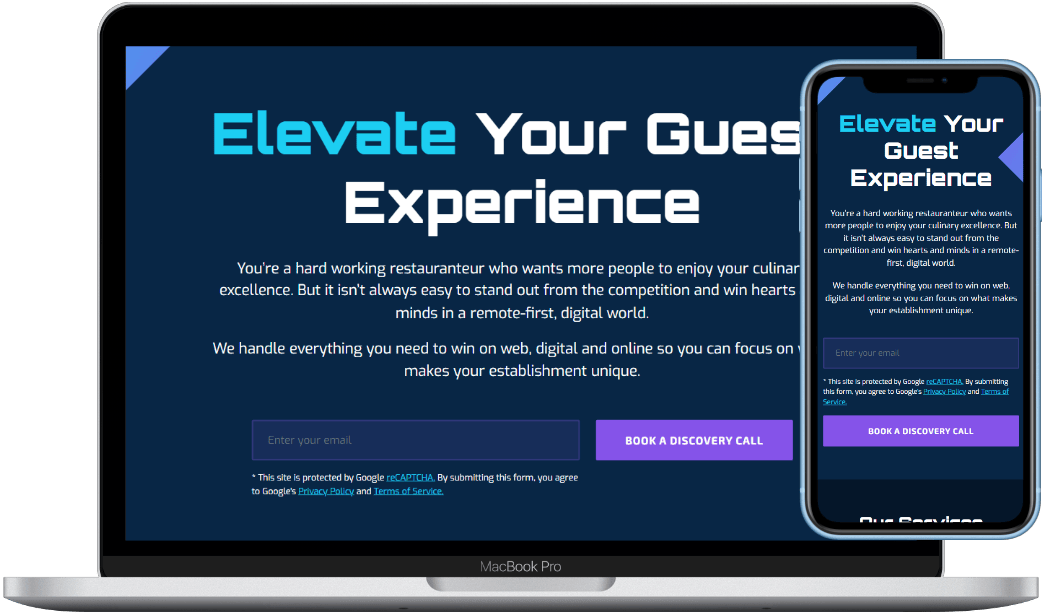 Elevate Your Gues
Experience
You're a hard working restauranteur who wants more people to enjoy your culinar
excellence. But it isn't always easy to stand out from the competition and win hearts
minds in a remote-first, digital world.
We handle everything you need to win on web, digital and online so you can focus on
makes your establishment unique.
Enter your email
BOOK A DISCOVERY CALL
* This site is protected by Google reCAPTCHA. By submitting this form, you agree
to Google's Privacy Policy and Terms of Service.
MacBook Pro
Elevate Your
Guest
Experience
You're a hard working restauranteur who wants
more people to enjoy your culinary excellence. But
it isn't always easy to stand out from the
competition and win hearts and minds in a remote-
first, digital world.
We handle everything you need to win on web,
digital and online so you can focus on what makes
your establishment unique.
Enter your email
* This site is protected by Google reCAPTCHA. By submitting
this form, you agree to Google's Privacy Policy and Terms of
Service.
BOOK A DISCOVERY CALL
Our Services